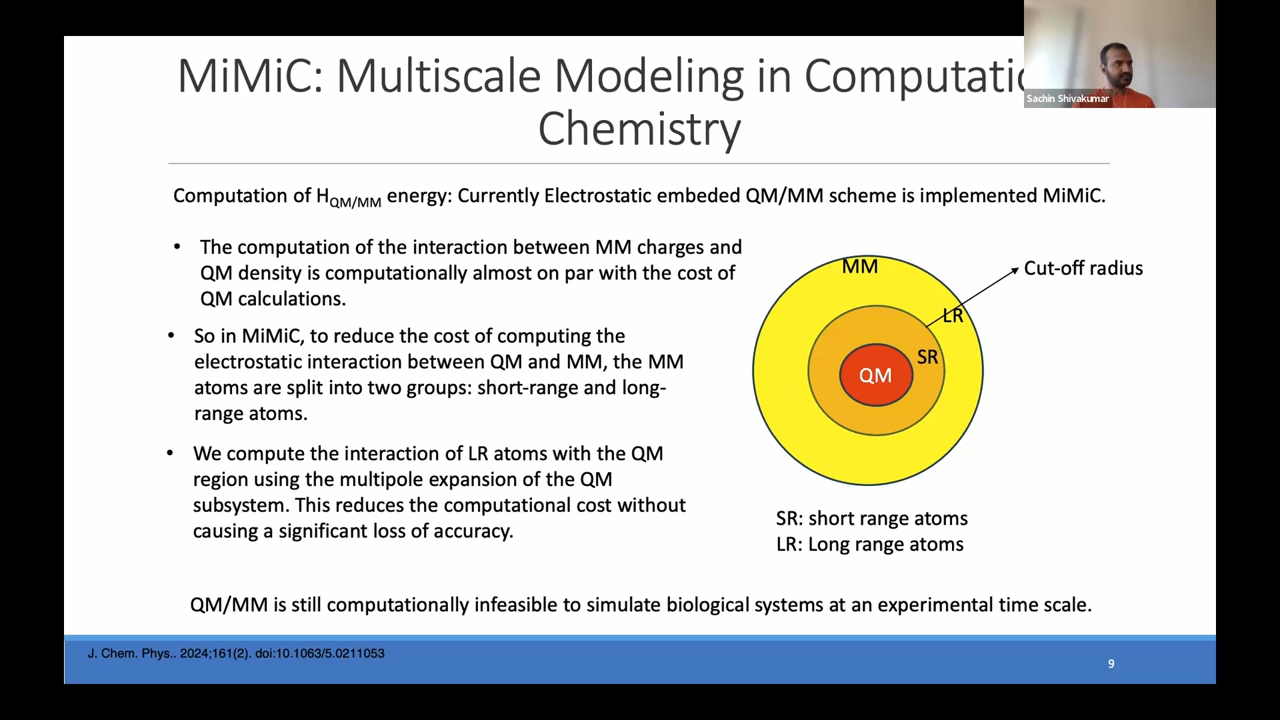 MiMiC: Multiscale Modeling in Computatio
Chemistry
Sachin Shivakumar
Computation of HQM/MM energy: Currently Electrostatic embeded QM/MM scheme is implemented MiMiC.
• The computation of the interaction between MM charges and
QM density is computationally almost on par with the cost of
QM calculations.
• So in MiMiC, to reduce the cost of computing the
electrostatic interaction between QM and MM, the MM
atoms are split into two groups: short-range and long-
range atoms.
• We compute the interaction of LR atoms with the QM
region using the multipole expansion of the QM
subsystem. This reduces the computational cost without
causing a significant loss of accuracy.
MM
Cut-off radius
LR
SR
QM
SR: short range atoms
LR: Long range atoms
QM/MM is still computationally infeasible to simulate biological systems at an experimental time scale.
J. Chem. Phys.. 2024;161(2). doi:10.1063/5.0211053
9